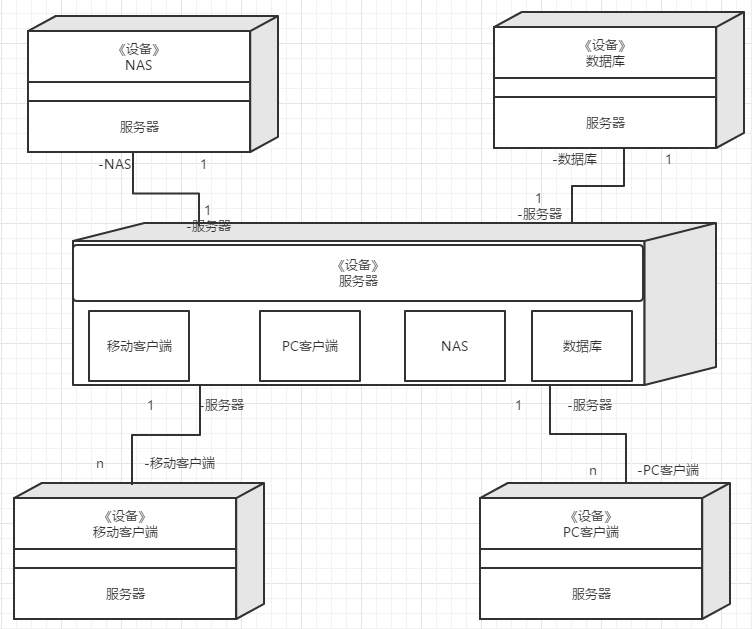 《设备》
NAS
服务器
《设备》
数据库
服务器
-NAS
1
-数据库
1
1
-服务器
1
-服务器
《设备》
服务器
移动客户端
PC客户端
NAS
数据库
1
-服务器
1
-服务器
n
-移动客户端
n
-PC客户端
《设备》
移动客户端
服务器
《设备》
PC客户端
服务器